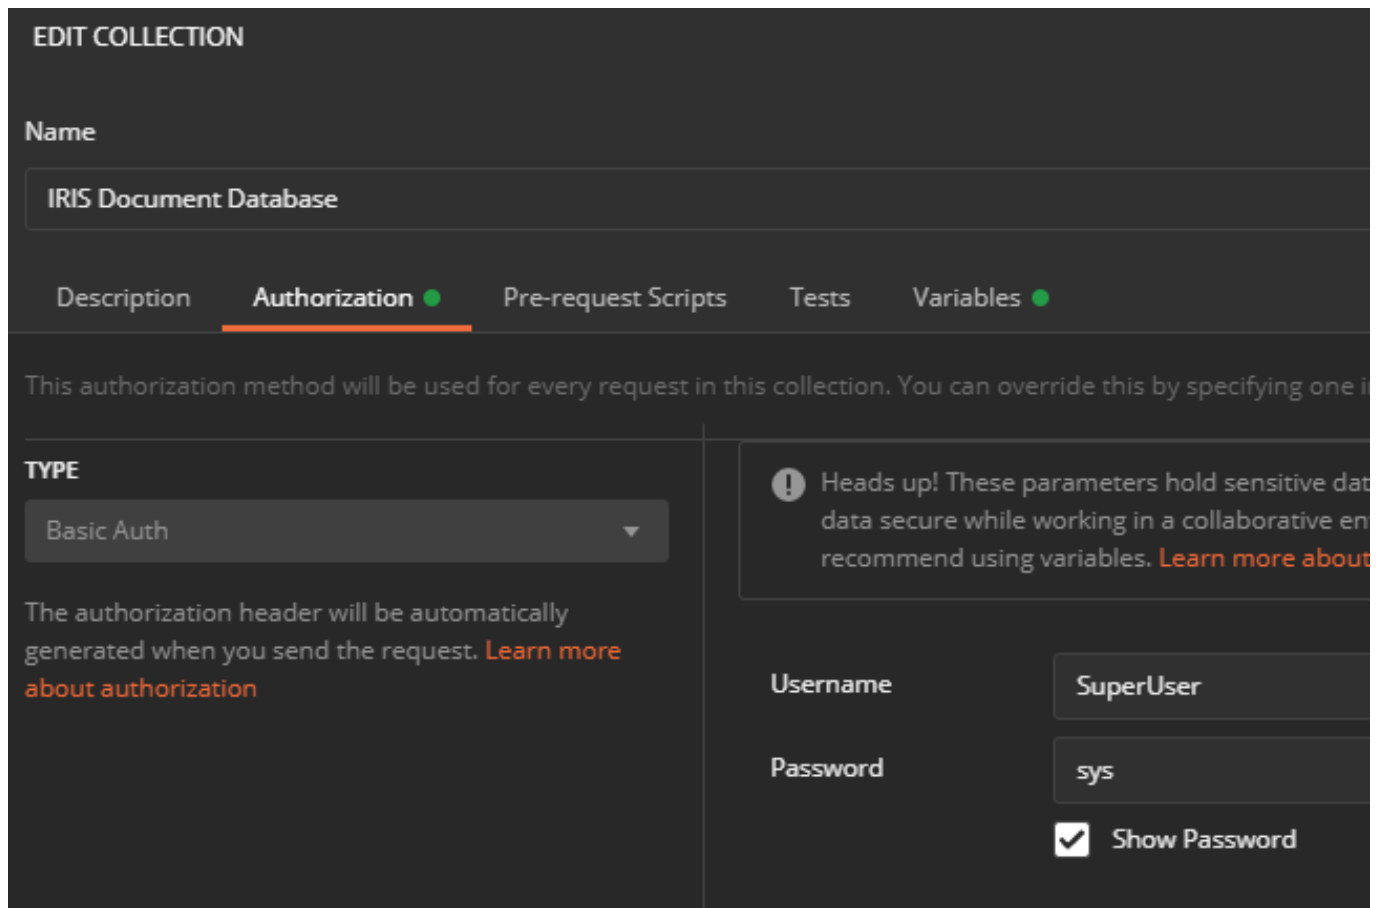 EDIT COLLECTION
Name
IRIS Document Database
Description Authorization Pre-request Scripts Tests Variables
This authorization method will be used for every request in this collection. You can override this by specifying one
TYPE
Basic Auth
The authorization header will be automatically
generated when you send the request. Learn more
about authorization
Heads up! These parameters hold sensitive dat
data secure while working in a collaborative en
recommend using variables. Learn more about
Username
SuperUser
Password
sys
Show Password